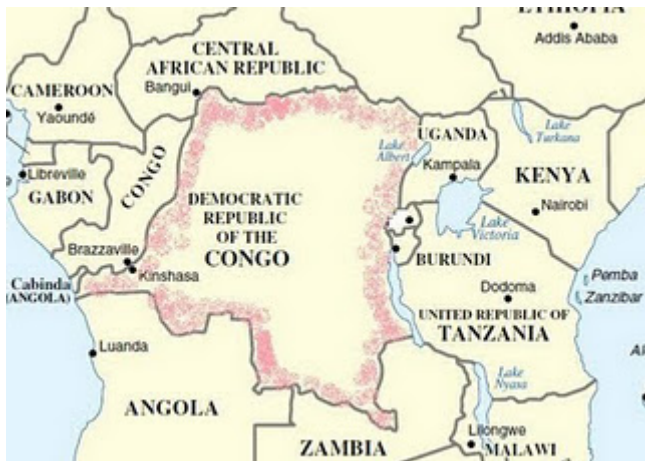 ETHIOPIA
Addis Ababa
CENTRAL
AFRICAN REPUBLIC
Bangui
CAMEROON
Yaoundé
UGANDA
Lake
Albert
Kampala
Lake
Turkana
KENYA
Nairobi
Libreville
GABON
CONGO
DEMOCRATIC
REPUBLIC
OF THE
CONGO
Lake
Victoria
Brazzaville
Kinshasa
BURUNDI
Cabinda
(ANGOLA)
Dodoma
Pemba
Zanzibar
UNITED REPUBLIC OF
TANZANIA
Luanda
Lake
Nyasa
ANGOLA
ZAMBIA
Lilongwe
MALAWI